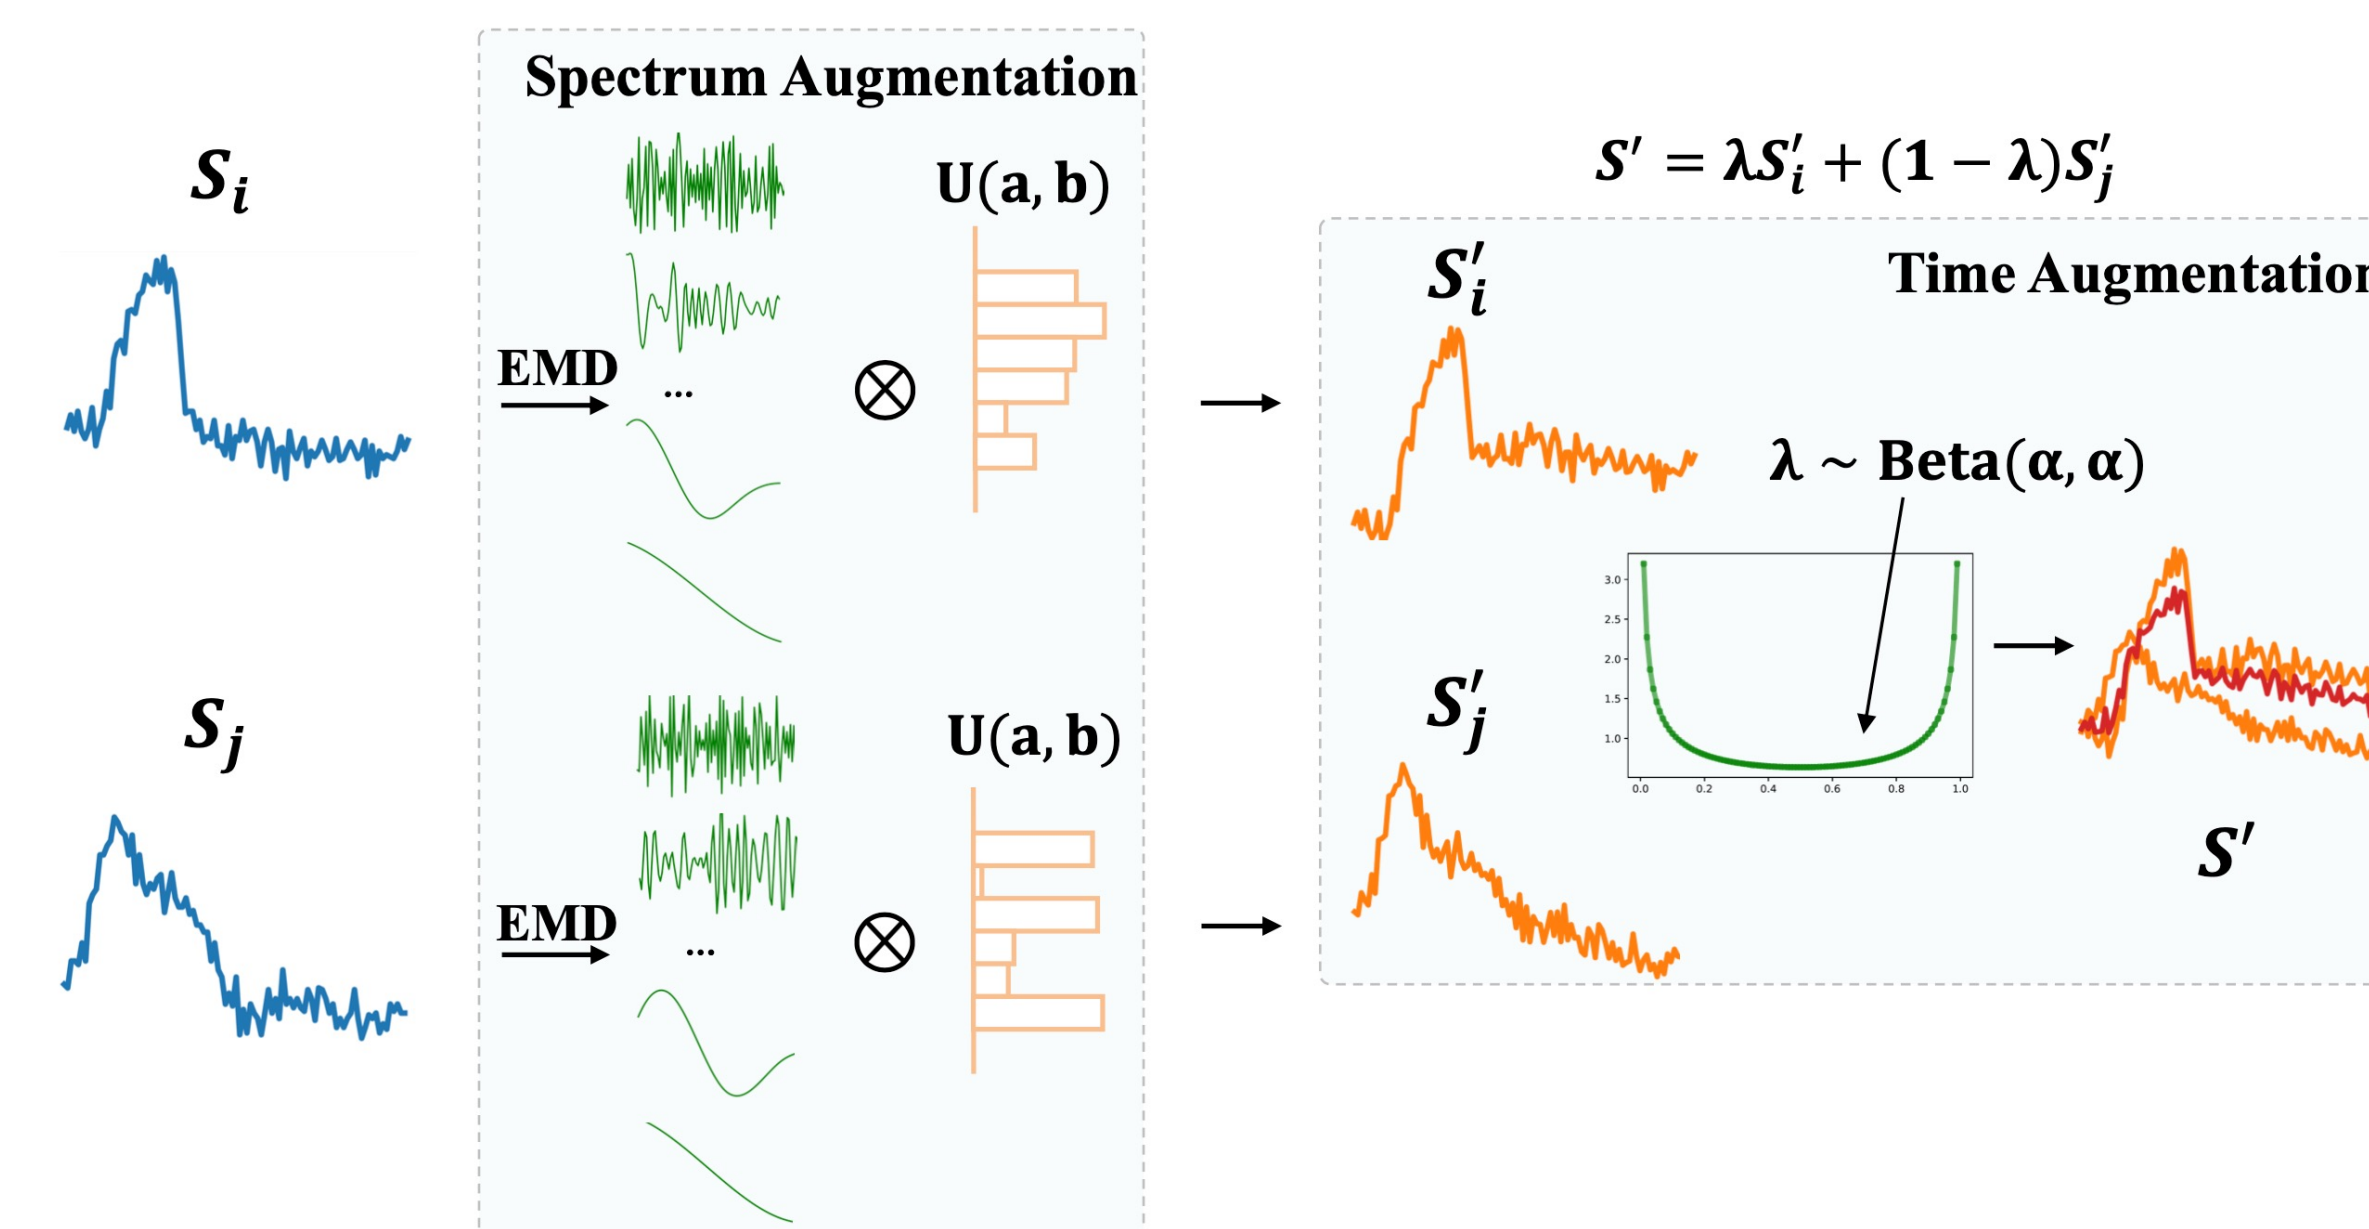 Spectrum Augmentation
S_i
U(a, b)
EMD
...
S_j
U(a, b)
EMD
...
S′ = λS′_i + (1 − λ)S′_j
Time Augmentation
S′_i
λ ~ Beta(α, α)
3.0
2.5
2.0
1.5
1.0
0.0 0.2 0.4 0.6 0.8 1.0
S′_j
S′